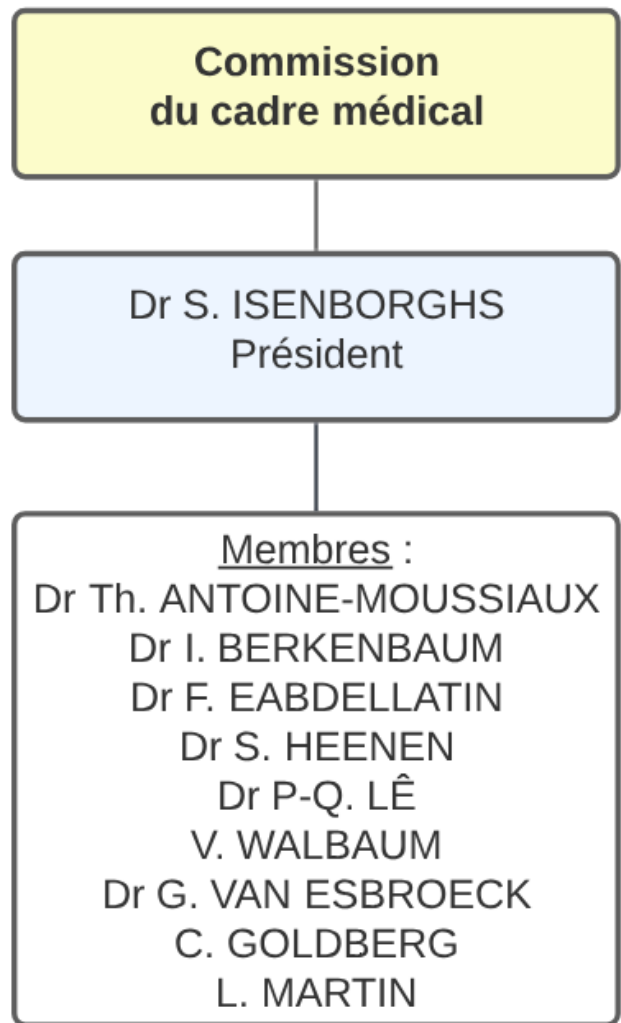 Commission
du cadre médical
Dr S. ISENBORGHS
Président
Membres :
Dr Th. ANTOINE-MOUSSIAUX
Dr I. BERKENBAUM
Dr F. EABDELLATIN
Dr S. HEENEN
Dr P-Q. LÊ
V. WALBAUM
Dr G. VAN ESBROECK
C. GOLDBERG
L. MARTIN